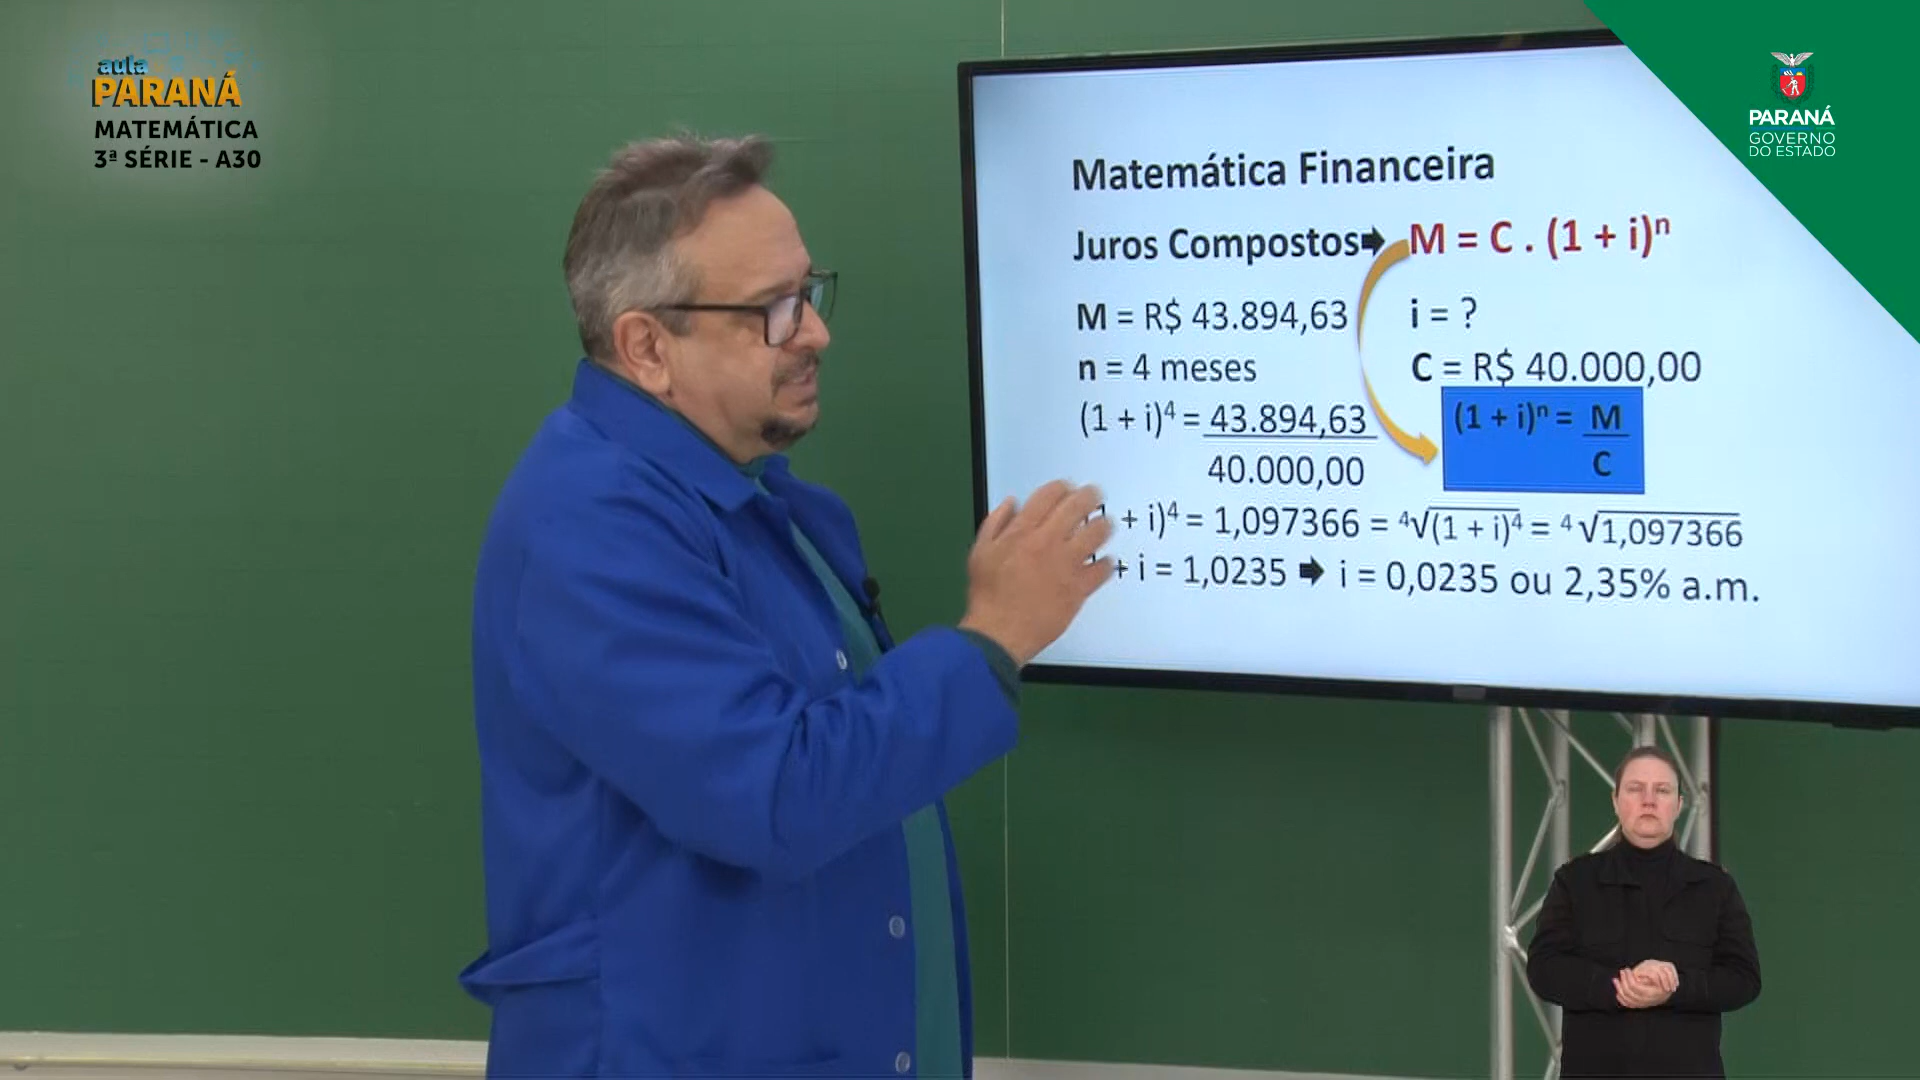 aula
PARANÁ
MATEMÁTICA
3ª SÉRIE - A30
PARANÁ
GOVERNO
DO ESTADO
Matemática Financeira
Juros Compostos➡ M = C . (1 + i)ⁿ
M = R$ 43.894,63 i = ?
n = 4 meses C = R$ 40.000,00
(1 + i)⁴ = 43.894,63
40.000,00
(1 + i)ⁿ = M
C
+ i)⁴ = 1,097366 = ⁴√(1 + i)⁴ = ⁴√1,097366
+ i = 1,0235 ➡ i = 0,0235 ou 2,35% a.m.